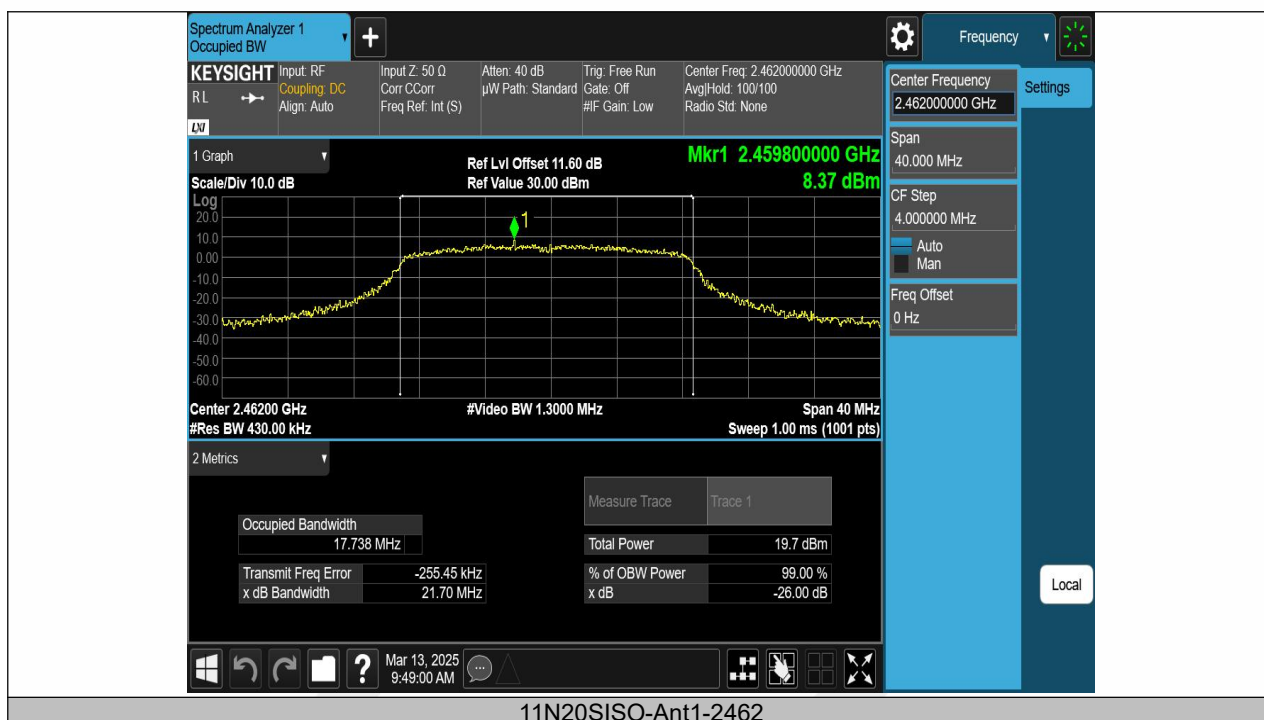 Spectrum Analyzer 1
Occupied BW
+
Frequency
KEYSIGHT
R L
LXI
Input: RF
Coupling: DC
Align: Auto
Input Z: 50 Ω
Corr CCorr
Freq Ref: Int (S)
Atten: 40 dB
µW Path: Standard
Trig: Free Run
Gate: Off
#IF Gain: Low
Center Freq: 2.462000000 GHz
Avg|Hold: 100/100
Radio Std: None
Center Frequency
2.462000000 GHz
Settings
Span
40.000 MHz
CF Step
4.000000 MHz
Auto
Man
Freq Offset
0 Hz
Local
1 Graph
Ref Lvl Offset 11.60 dB
Mkr1 2.459800000 GHz
Scale/Div 10.0 dB
Ref Value 30.00 dBm
8.37 dBm
Log
20.0
10.0
0.00
-10.0
-20.0
-30.0
-40.0
-50.0
-60.0
1
Center 2.46200 GHz
#Video BW 1.3000 MHz
Span 40 MHz
#Res BW 430.00 kHz
Sweep 1.00 ms (1001 pts)
2 Metrics
Measure Trace Trace 1
Occupied Bandwidth
17.738 MHz
Total Power 19.7 dBm
Transmit Freq Error -255.45 kHz
% of OBW Power 99.00 %
x dB Bandwidth 21.70 MHz
x dB -26.00 dB
?
Mar 13, 2025
9:49:00 AM
11N20SISO-Ant1-2462